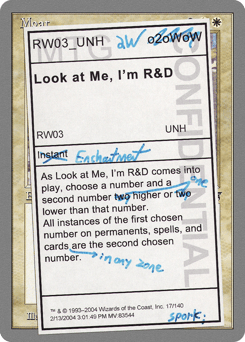 RW03_UNH 2W o2oWoW
MTG
CONFIDENTIAL
Look at Me, I'm R&D
RW03 UNH
Instant Enchantment
As Look at Me, I'm R&D comes into
play, choose a number and a
second number two higher or two one
lower than that number.
All instances of the first chosen
number on permanents, spells, and
cards are the second chosen
number. in any zone
™ & © 1993–2004 Wizards of the Coast, Inc. 17/140
2/13/2004 3:01:49 PM MV:83544
spork;